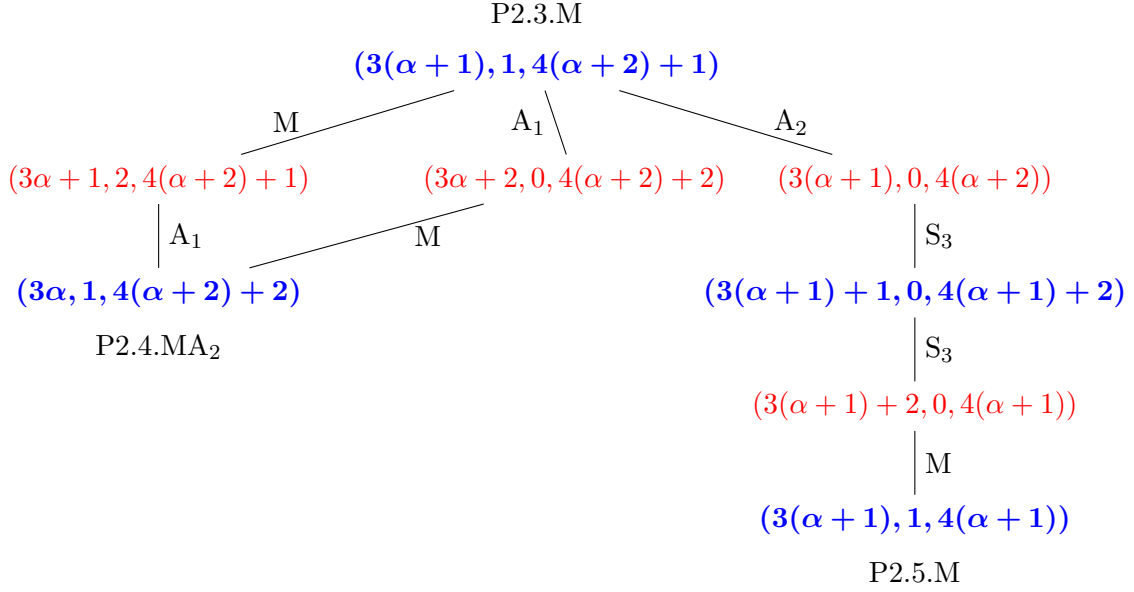 P2.3.M
(3(α + 1), 1, 4(α + 2) + 1)
M
A₁
A₂
(3α + 1, 2, 4(α + 2) + 1)
(3α + 2, 0, 4(α + 2) + 2)
(3(α + 1), 0, 4(α + 2))
A₁
M
S₃
(3α, 1, 4(α + 2) + 2)
(3(α + 1) + 1, 0, 4(α + 1) + 2)
P2.4.MA₂
S₃
(3(α + 1) + 2, 0, 4(α + 1))
M
(3(α + 1), 1, 4(α + 1))
P2.5.M